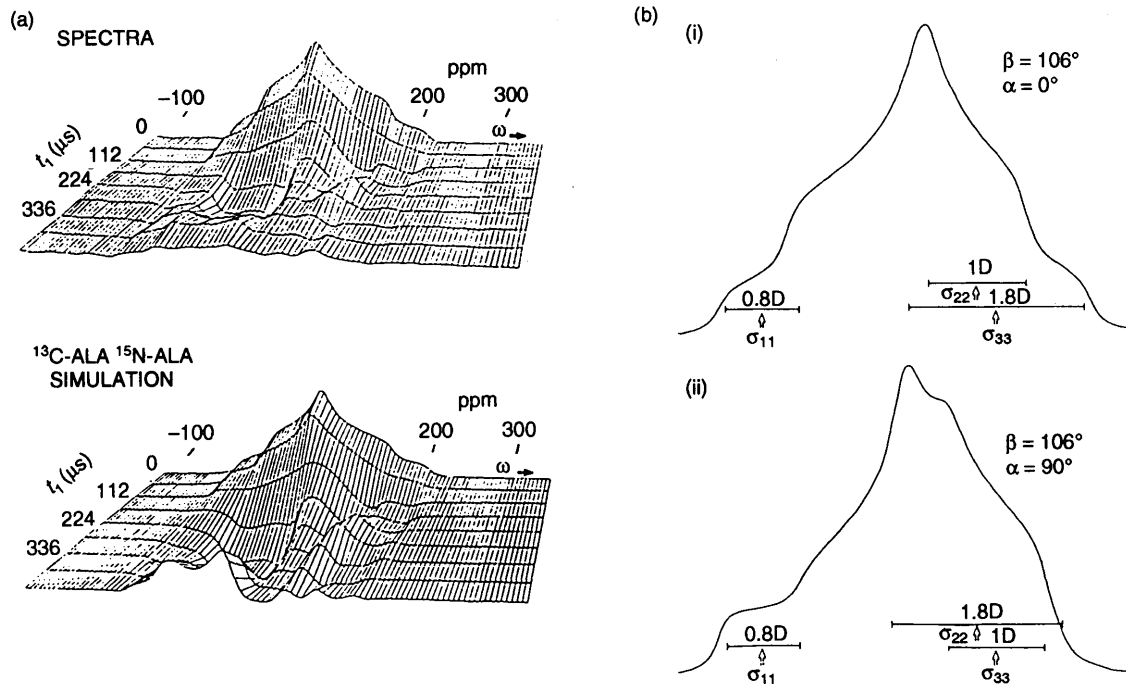 (a)
SPECTRA
ppm
−100
200
300
ω →
t₁ (μs)
0
112
224
336
¹³C-ALA ¹⁵N-ALA
SIMULATION
ppm
−100
200
300
ω →
t₁ (μs)
0
112
224
336
(b)
(i)
β = 106°
α = 0°
1D
0.8D
σ₂₂ 1.8D
σ₁₁
σ₃₃
(ii)
β = 106°
α = 90°
1.8D
0.8D
σ₂₂ 1D
σ₁₁
σ₃₃